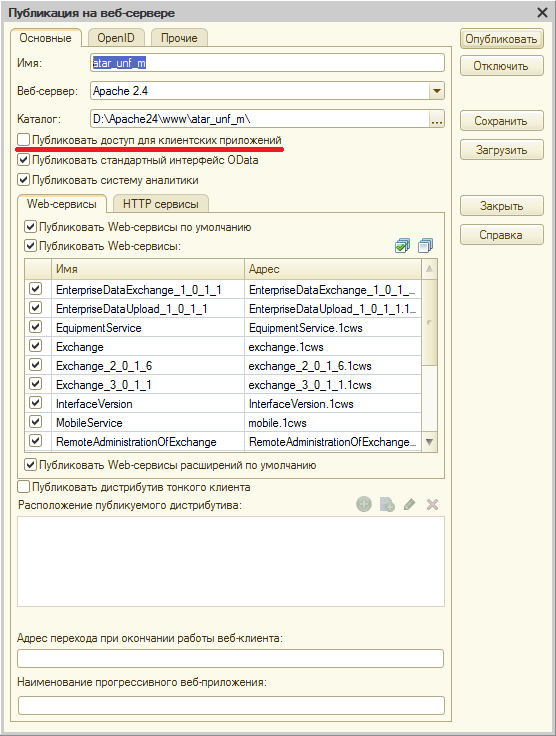 Публикация на веб-сервере
Основные OpenID Прочие
Опубликовать
Имя: atar_unf_m
Отключить
Веб-сервер: Apache 2.4
Каталог: D:\Apache24\www\atar_unf_m\ ...
Сохранить
Публиковать доступ для клиентских приложений
Загрузить
Публиковать стандартный интерфейс OData
Публиковать систему аналитики
Web-сервисы HTTP сервисы
Закрыть
Публиковать Web-сервисы по умолчанию
Справка
Публиковать Web-сервисы:
Имя Адрес
EnterpriseDataExchange_1_0_1_1 EnterpriseDataExchange_1_0_1_...
EnterpriseDataUpload_1_0_1_1 EnterpriseDataUpload_1_0_1_1.1...
EquipmentService EquipmentService.1cws
Exchange exchange.1cws
Exchange_2_0_1_6 exchange_2_0_1_6.1cws
Exchange_3_0_1_1 exchange_3_0_1_1.1cws
InterfaceVersion InterfaceVersion.1cws
MobileService mobile.1cws
RemoteAdministrationOfExchange RemoteAdministrationOfExchange...
Публиковать Web-сервисы расширений по умолчанию
Публиковать дистрибутив тонкого клиента
Расположение публикуемого дистрибутива:
Адрес перехода при окончании работы веб-клиента:
Наименование прогрессивного веб-приложения: